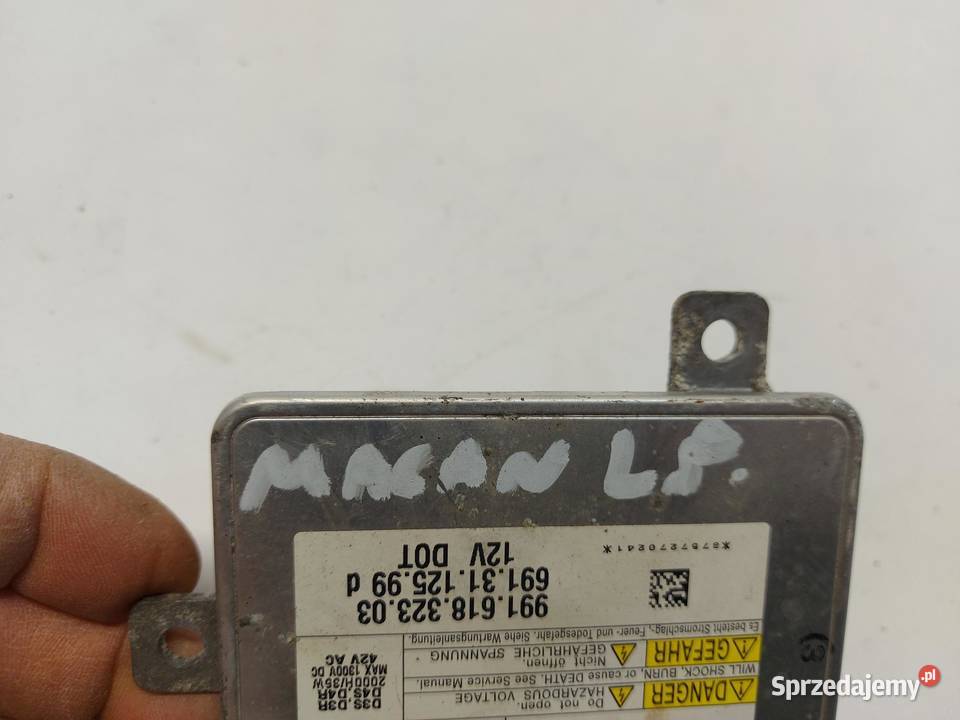 MACAN LP.
991.618.323.03
691.31.125.99 d
12V DOT
DANGER
HAZARDOUS VOLTAGE
Do not open.
WILL SHOCK, BURN, or cause DEATH. See Service Manual.
GEFAHR
GEFÄHRLICHE SPANNUNG
Nicht öffnen.
Es besteht Stromschlag-, Feuer- und Todesgefahr. Siehe Wartungsanleitung.
D3S.D3R
D4S.D4R
2000H/35W
MAX 1300V DC
42V AC
Sprzedajemy.pl